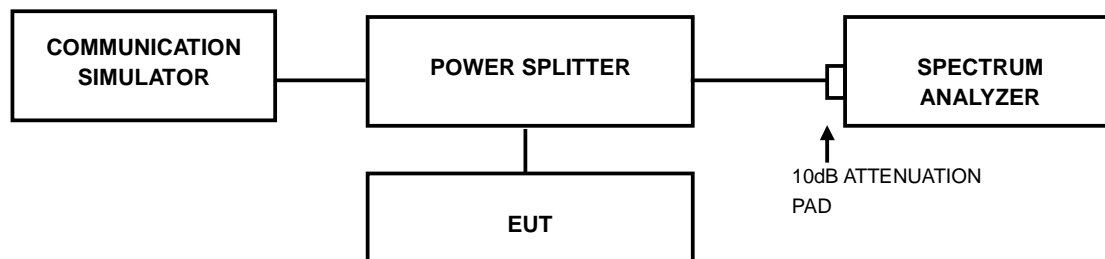 COMMUNICATION
SIMULATOR
POWER SPLITTER
SPECTRUM
ANALYZER
10dB ATTENUATION
PAD
EUT